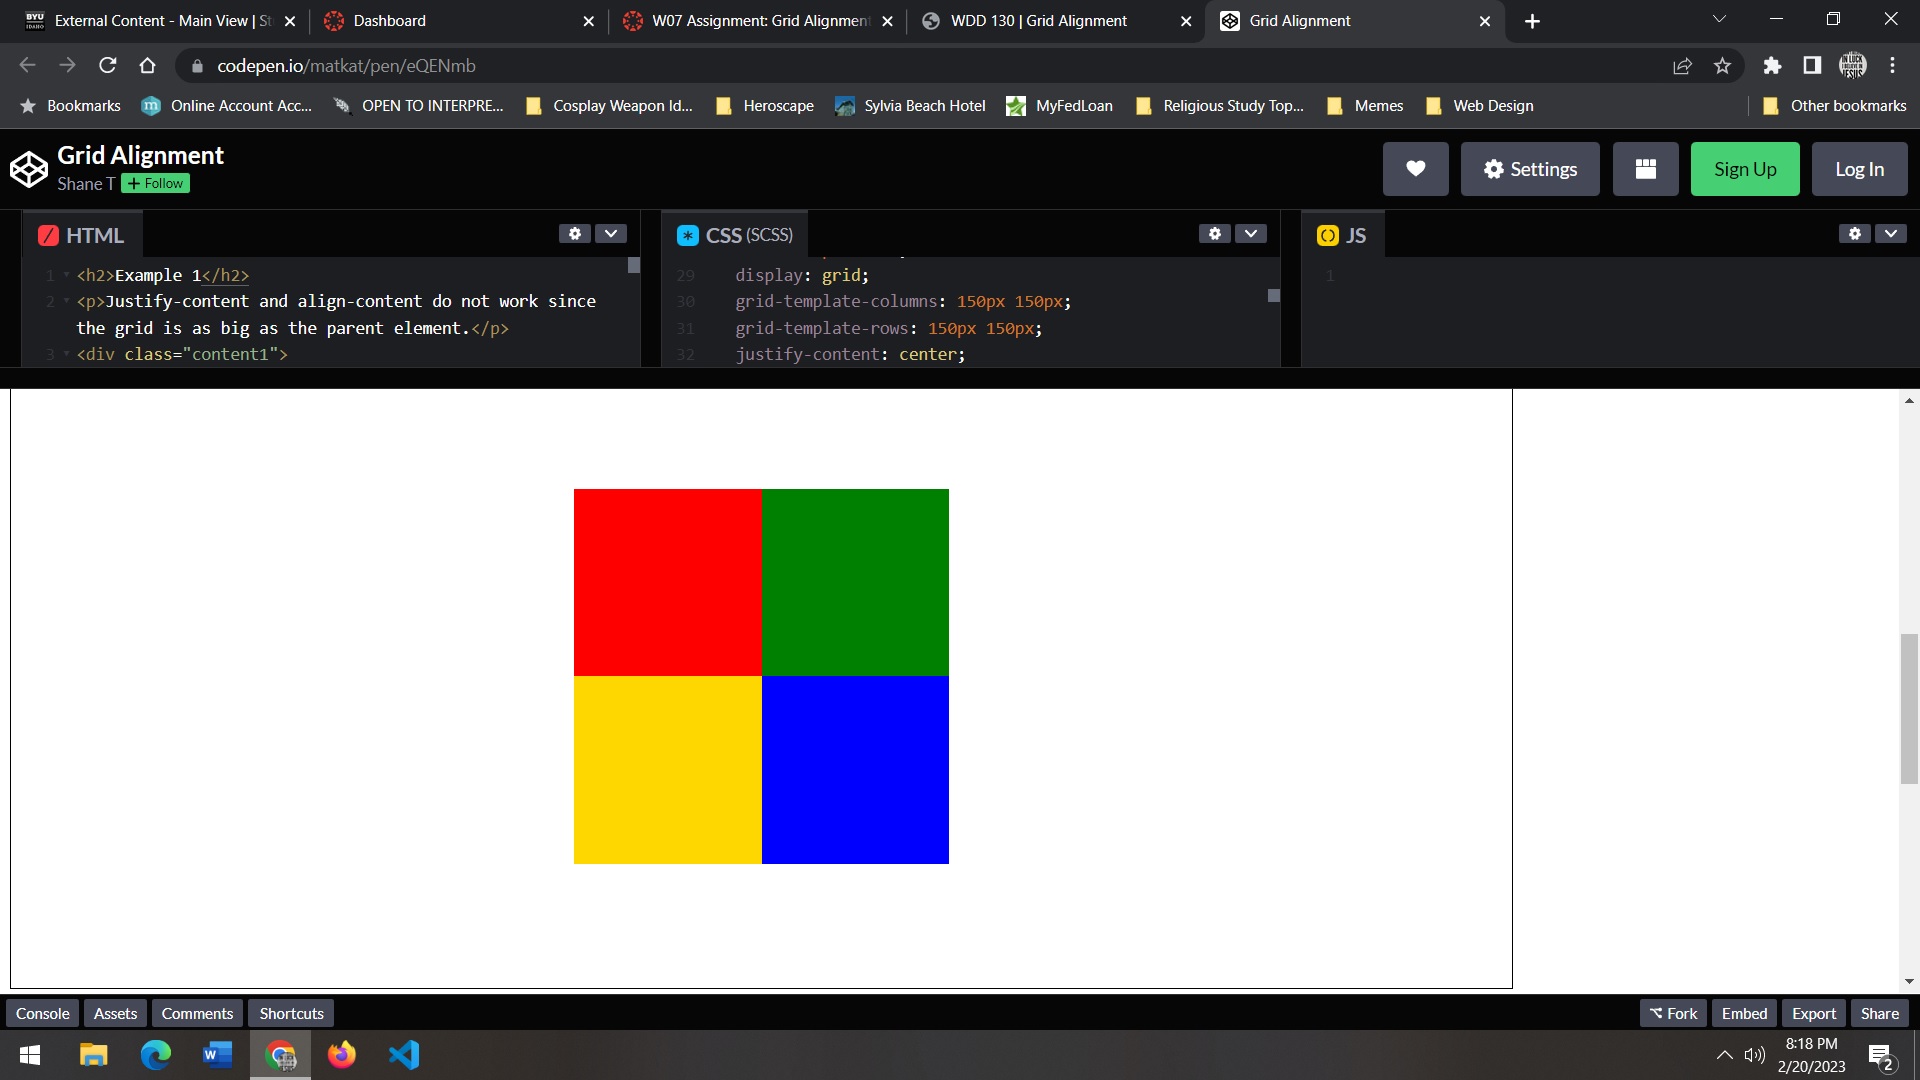 BYU
IDAHO
External Content - Main View | St
Dashboard
W07 Assignment: Grid Alignment
WDD 130 | Grid Alignment
Grid Alignment
codepen.io/matkat/pen/eQENmb
Bookmarks
Online Account Acc...
OPEN TO INTERPRE...
Cosplay Weapon Id...
Heroscape
Sylvia Beach Hotel
MyFedLoan
Religious Study Top...
Memes
Web Design
Other bookmarks
Grid Alignment
Shane T
+ Follow
Settings
Sign Up
Log In
HTML
1 <h2>Example 1</h2>
2 <p>Justify-content and align-content do not work since
the grid is as big as the parent element.</p>
3 <div class="content1">
CSS (SCSS)
29 display: grid;
30 grid-template-columns: 150px 150px;
31 grid-template-rows: 150px 150px;
32 justify-content: center;
JS
1
Console
Assets
Comments
Shortcuts
Fork
Embed
Export
Share
8:18 PM
2/20/2023
2